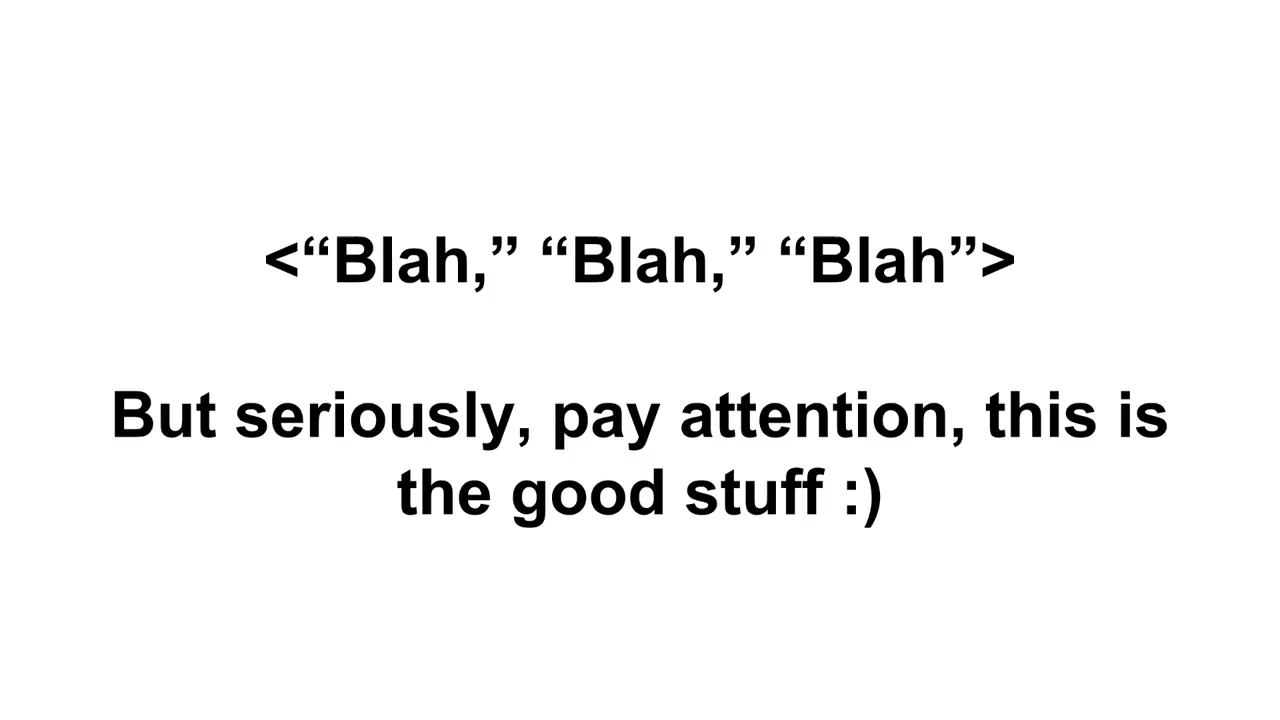 <“Blah,” “Blah,” “Blah”>
But seriously, pay attention, this is
the good stuff :)